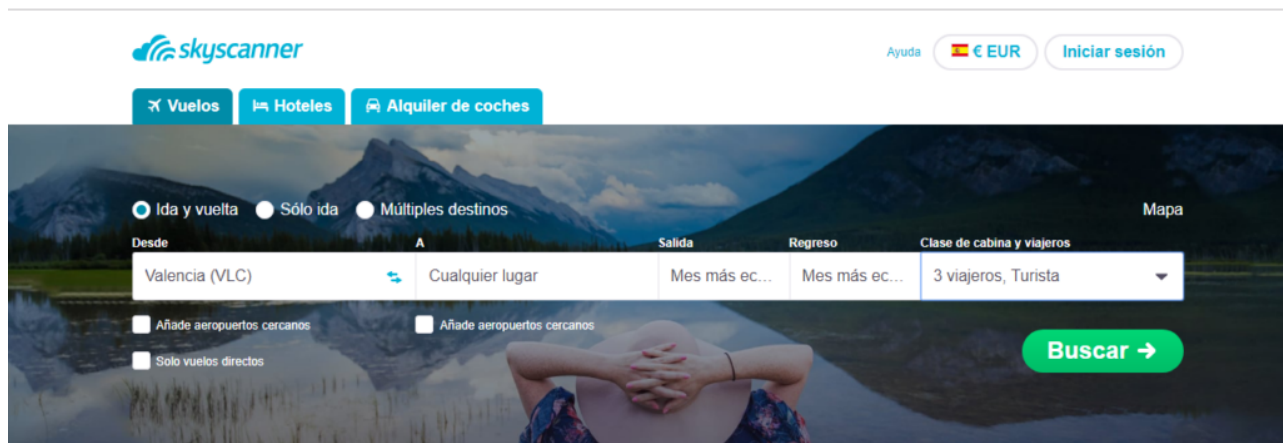 skyscanner
Ayuda € EUR Iniciar sesión
Vuelos Hoteles Alquiler de coches
Ida y vuelta Sólo ida Múltiples destinos Mapa
Desde A Salida Regreso Clase de cabina y viajeros
Valencia (VLC) Cualquier lugar Mes más ec... Mes más ec... 3 viajeros, Turista
Añade aeropuertos cercanos Añade aeropuertos cercanos
Solo vuelos directos Buscar →